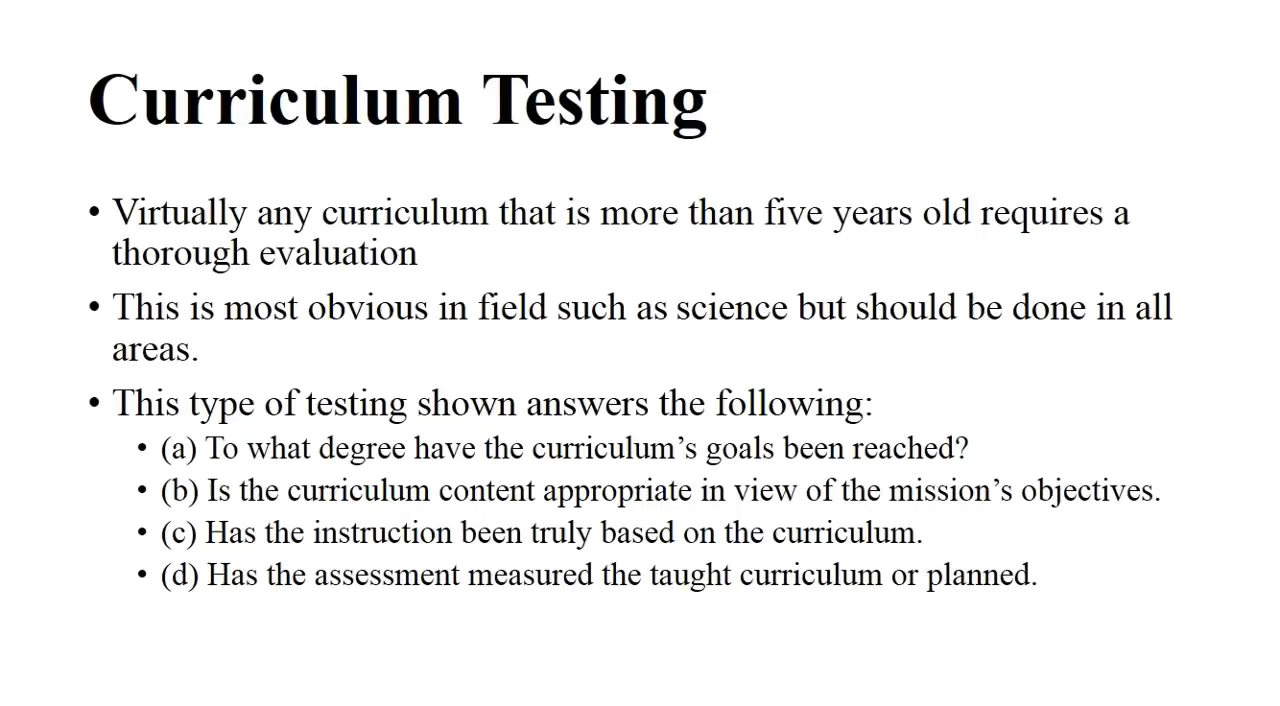 Curriculum Testing
• Virtually any curriculum that is more than five years old requires a
thorough evaluation
• This is most obvious in field such as science but should be done in all
areas.
• This type of testing shown answers the following:
• (a) To what degree have the curriculum’s goals been reached?
• (b) Is the curriculum content appropriate in view of the mission’s objectives.
• (c) Has the instruction been truly based on the curriculum.
• (d) Has the assessment measured the taught curriculum or planned.